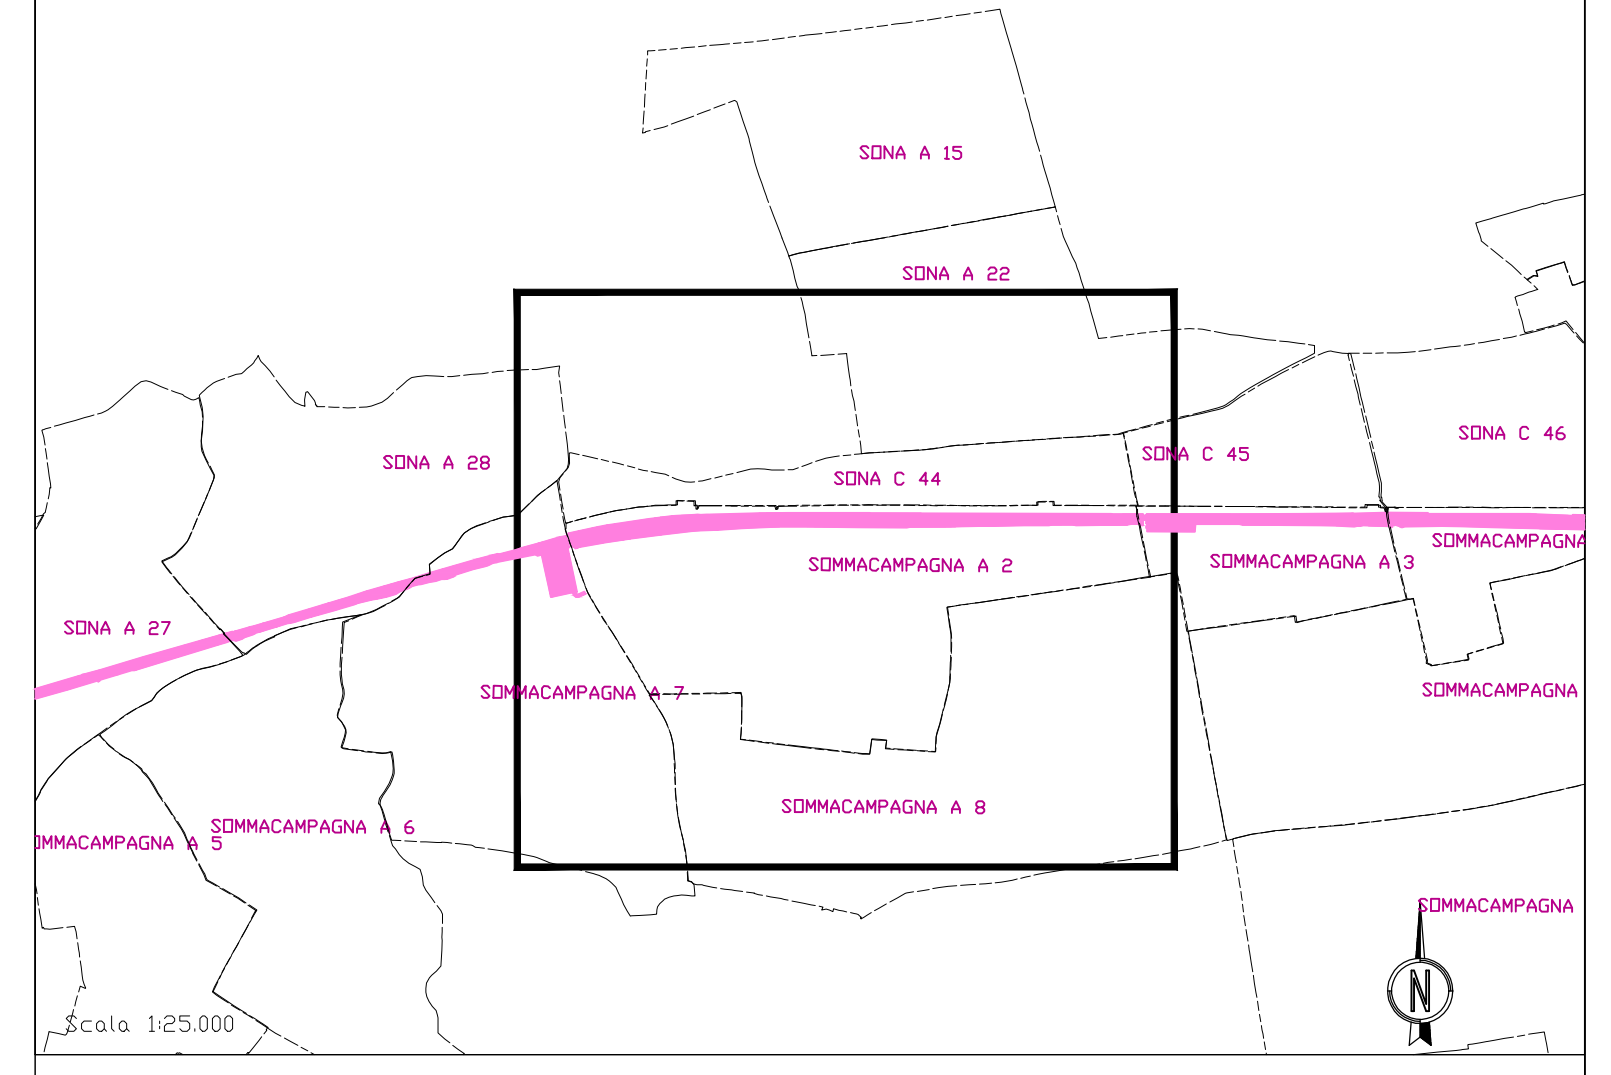 SONA A 15
SONA A 22
SONA C 46
SONA C 45
SONA A 28
SONA C 44
SOMMACAMPAGNA
SOMMACAMPAGNA A 3
SOMMACAMPAGNA A 2
SONA A 27
SOMMACAMPAGNA
SOMMACAMPAGNA A 7
SOMMACAMPAGNA A 8
SOMMACAMPAGNA A 6
OMMACAMPAGNA A 5
SOMMACAMPAGNA
N
Scala 1:25.000